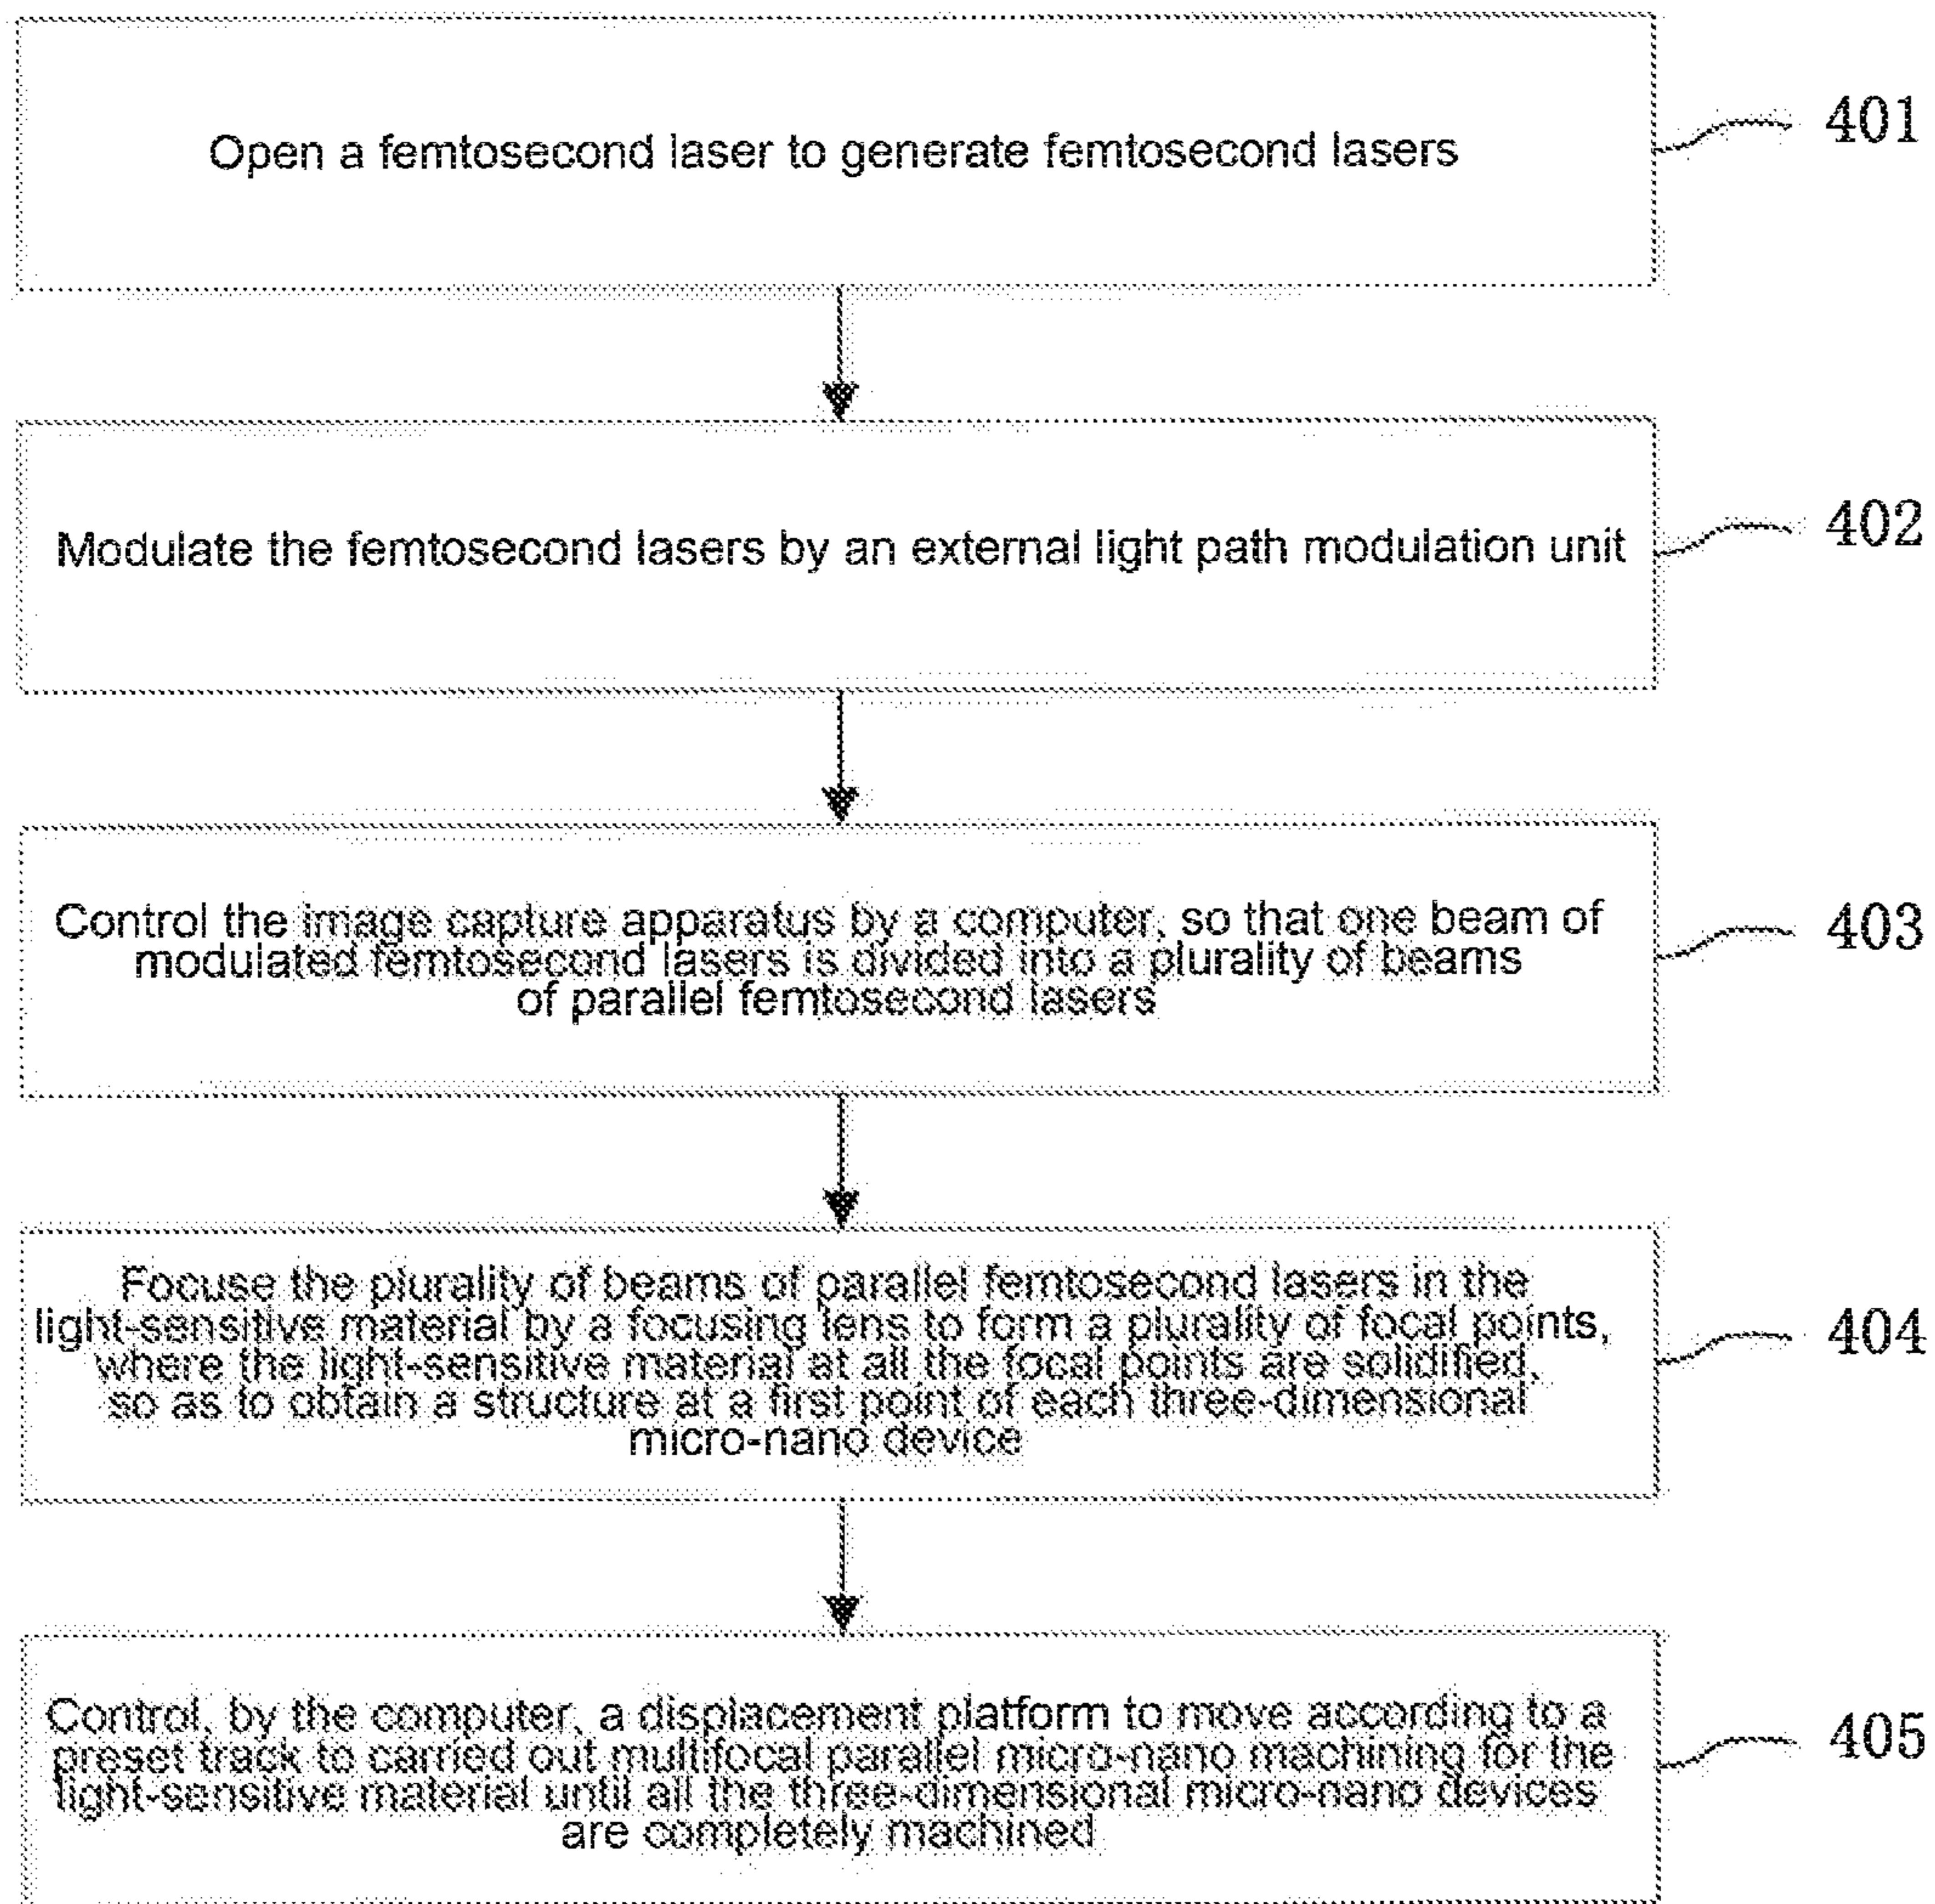 Open a femtosecond laser to generate femtosecond lasers
401
Modulate the femtosecond lasers by an external light path modulation unit
402
Control the image capture apparatus by a computer, so that one beam of
modulated femtosecond lasers is divided into a plurality of beams
of parallel femtosecond lasers
403
Focuse the plurality of beams of parallel femtosecond lasers in the
light-sensitive material by a focusing lens to form a plurality of focal points,
where the light-sensitive material at all the focal points are solidified,
so as to obtain a structure at a first point of each three-dimensional
micro-nano device
404
Control, by the computer, a displacement platform to move according to a
preset track to carried out multifocal parallel micro-nano machining for the
light-sensitive material until all the three-dimensional micro-nano devices
are completely machined
405